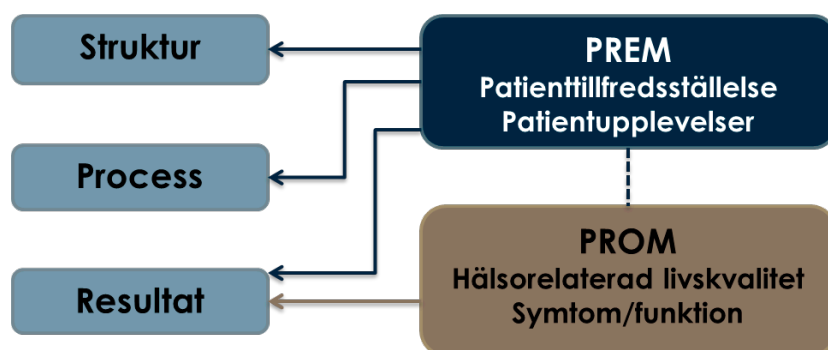 Struktur
Process
Resultat
PREM
Patienttillfredsställelse
Patientupplevelser
PROM
Hälsorelaterad livskvalitet
Symtom/funktion